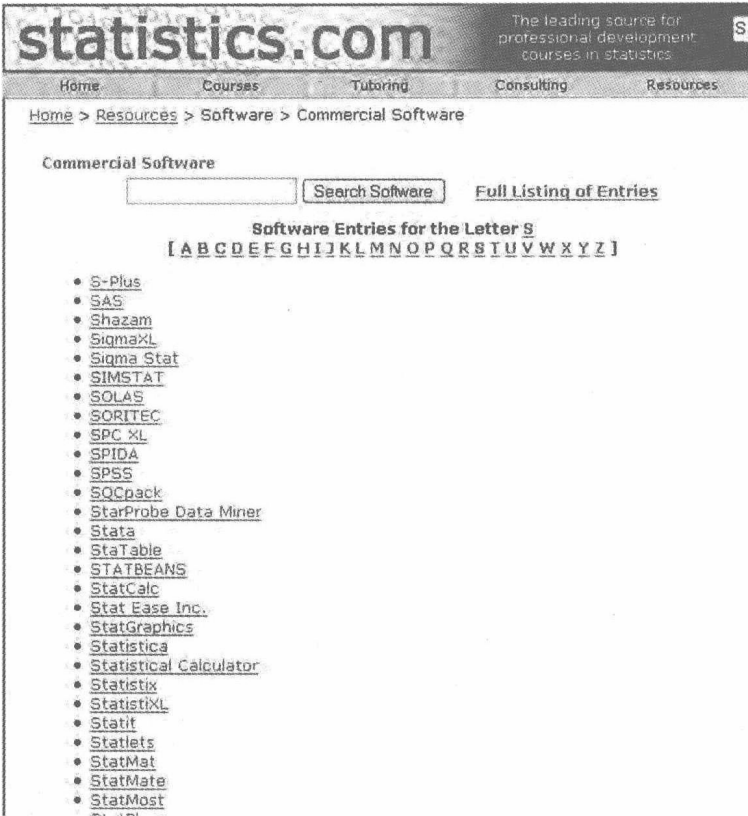 statistics.com
The leading source for
professional development
courses in statistics
S
Home Courses Tutoring Consulting Resources
Home > Resources > Software > Commercial Software
Commercial Software
Search Software Full Listing of Entries
Software Entries for the Letter S
[ A B C D E F G H I J K L M N O P Q R S T U V W X Y Z ]
• S-Plus
• SAS
• Shazam
• SigmaXL
• Sigma Stat
• SIMSTAT
• SOLAS
• SORITEC
• SPC XL
• SPIDA
• SPSS
• SQCpack
• StarProbe Data Miner
• Stata
• StaTable
• STATBEANS
• StatCalc
• Stat Ease Inc.
• StatGraphics
• Statistica
• Statistical Calculator
• Statistix
• StatistiXL
• Statit
• Statlets
• StatMat
• StatMate
• StatMost